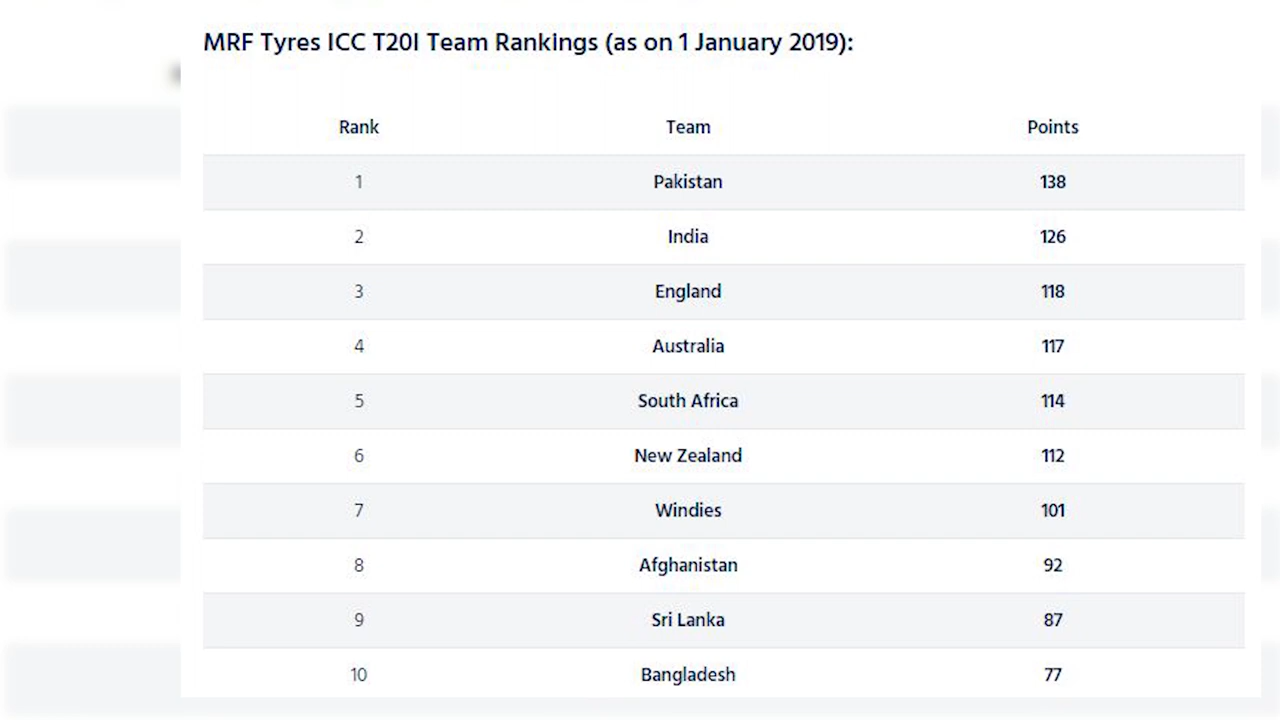 MRF Tyres ICC T20I Team Rankings (as on 1 January 2019):
Rank Team Points
1 Pakistan 138
2 India 126
3 England 118
4 Australia 117
5 South Africa 114
6 New Zealand 112
7 Windies 101
8 Afghanistan 92
9 Sri Lanka 87
10 Bangladesh 77